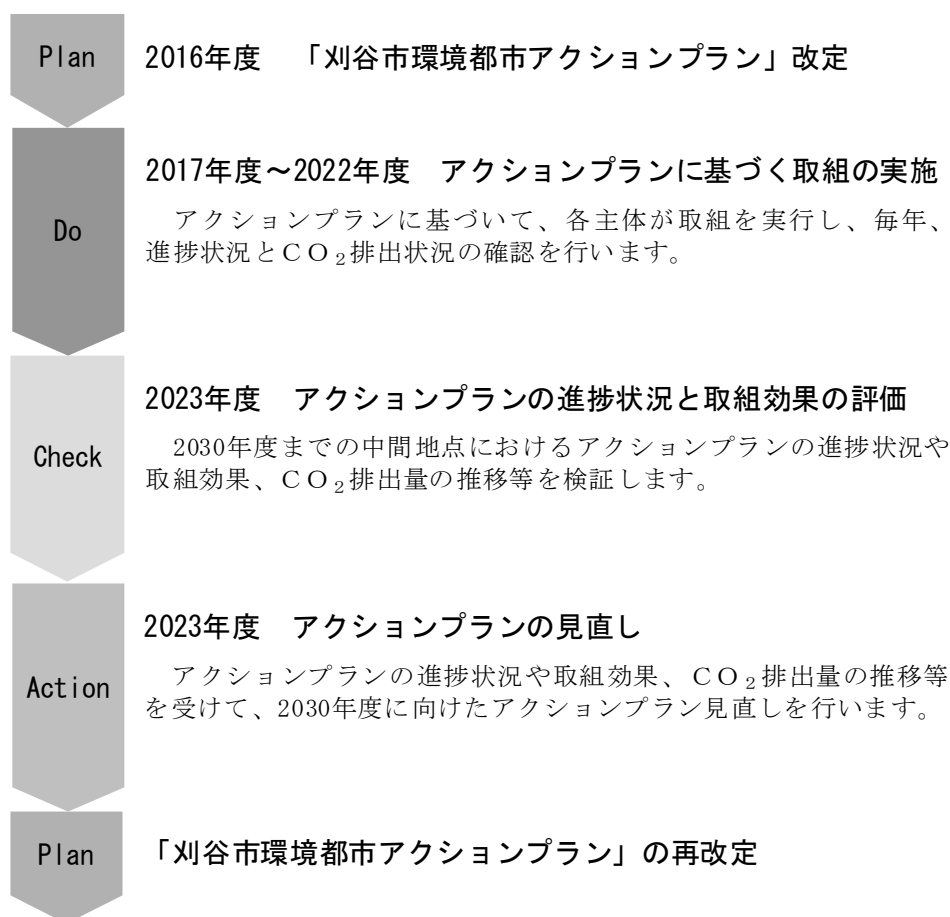 Plan
2016年度　「刈谷市環境都市アクションプラン」改定
Do
2017年度～2022年度　アクションプランに基づく取組の実施
　アクションプランに基づいて、各主体が取組を実行し、毎年、
進捗状況とＣＯ₂排出状況の確認を行います。
Check
2023年度　アクションプランの進捗状況と取組効果の評価
　2030年度までの中間地点におけるアクションプランの進捗状況や
取組効果、ＣＯ₂排出量の推移等を検証します。
Action
2023年度　アクションプランの見直し
　アクションプランの進捗状況や取組効果、ＣＯ₂排出量の推移等
を受けて、2030年度に向けたアクションプラン見直しを行います。
Plan
「刈谷市環境都市アクションプラン」の再改定